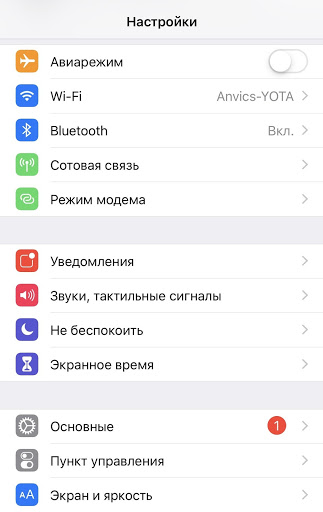 Настройки
Авиарежим
Wi-Fi Anvics-YOTA
Bluetooth Вкл.
Сотовая связь
Режим модема
Уведомления
Звуки, тактильные сигналы
Не беспокоить
Экранное время
Основные 1
Пункт управления
AA Экран и яркость